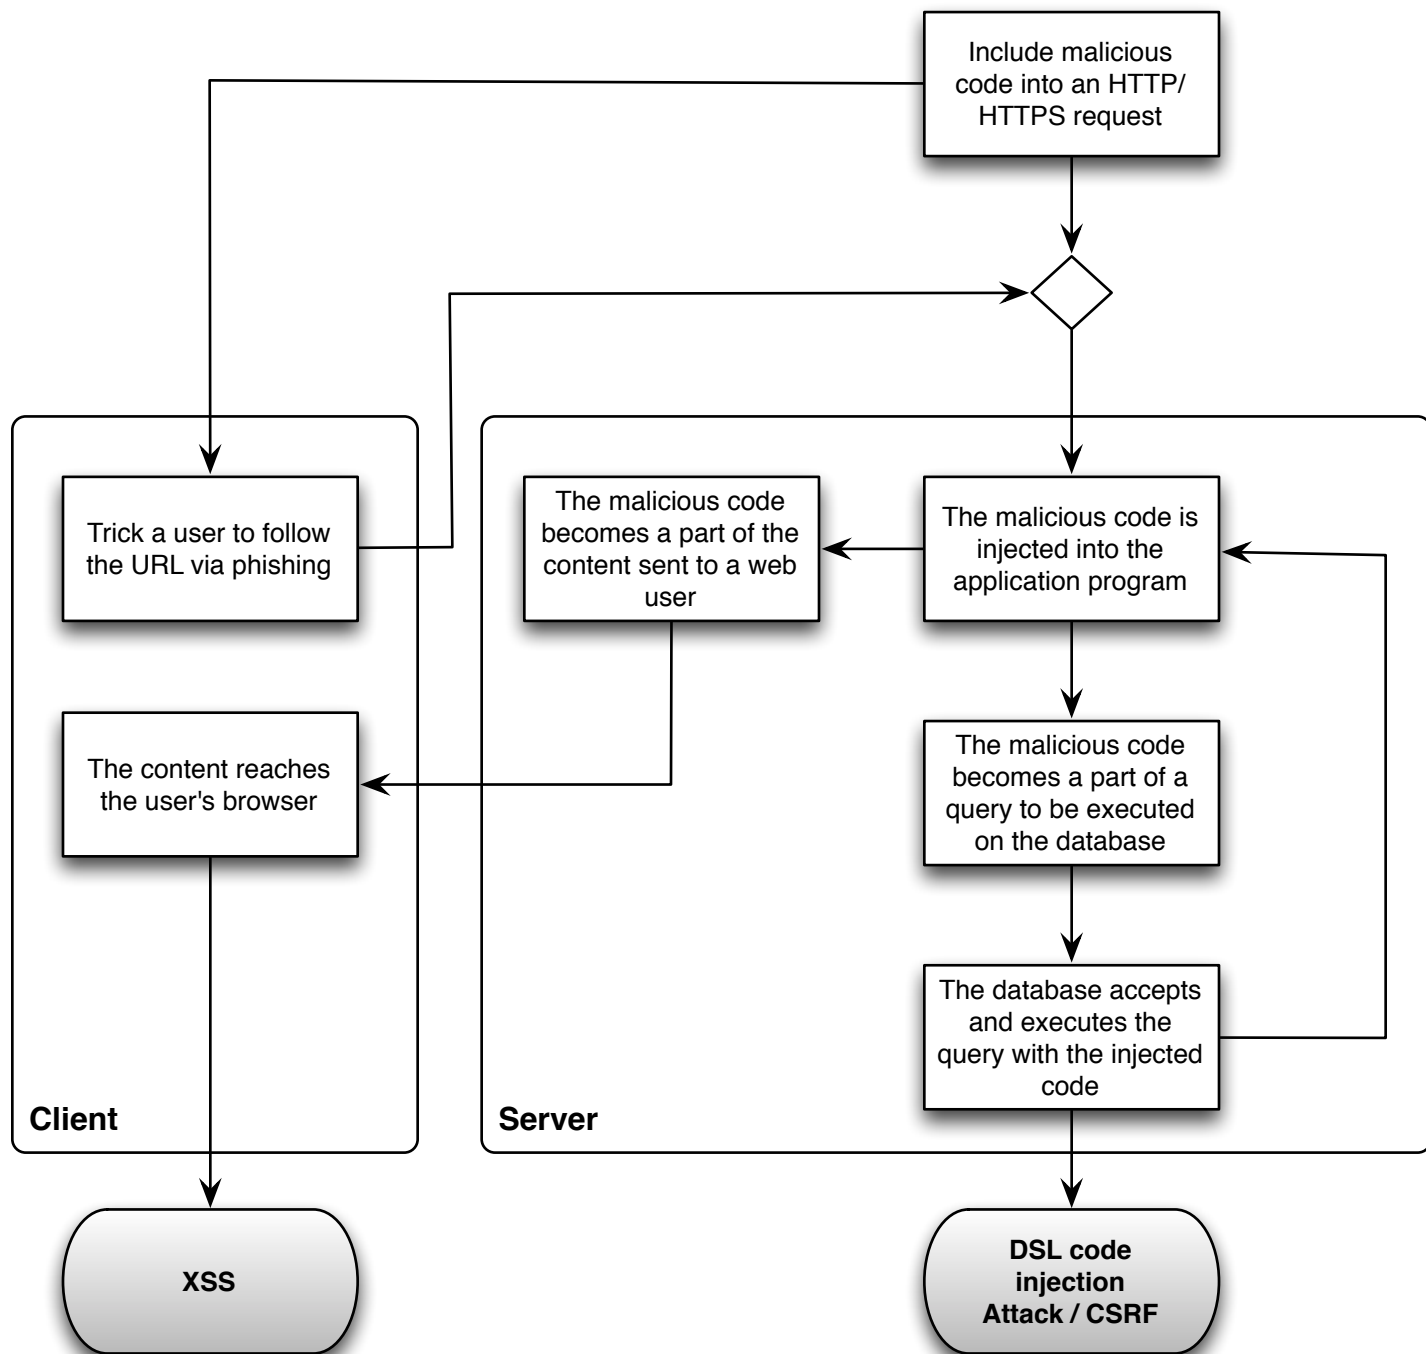 Include malicious
code into an HTTP/
HTTPS request
Trick a user to follow
the URL via phishing
The malicious code
becomes a part of the
content sent to a web
user
The malicious code is
injected into the
application program
The content reaches
the user's browser
The malicious code
becomes a part of a
query to be executed
on the database
The database accepts
and executes the
query with the injected
code
Client
Server
XSS
DSL code
injection
Attack / CSRF